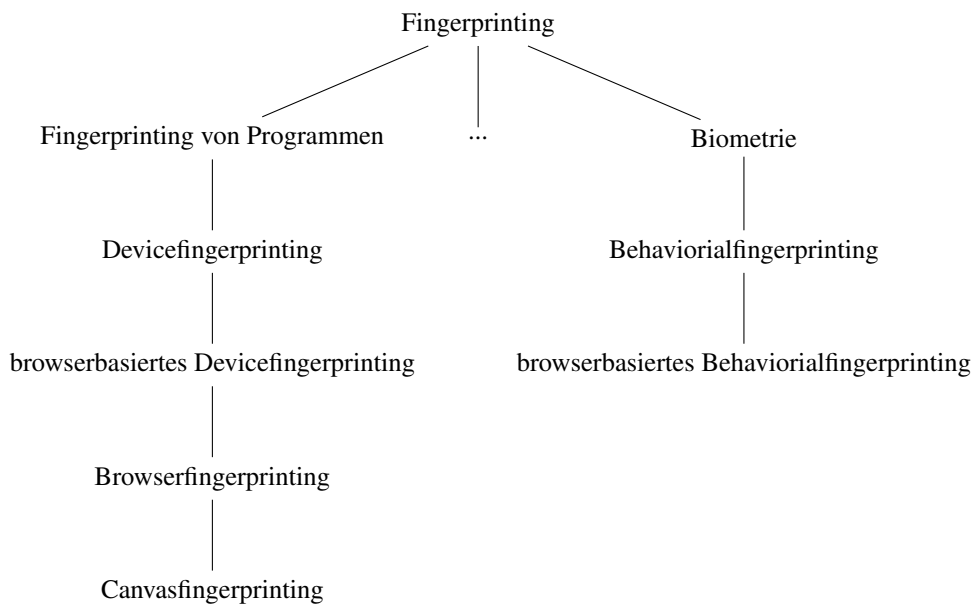 Fingerprinting
Fingerprinting von Programmen
...
Biometrie
Devicefingerprinting
Behaviorialfingerprinting
browserbasiertes Devicefingerprinting
browserbasiertes Behaviorialfingerprinting
Browserfingerprinting
Canvasfingerprinting